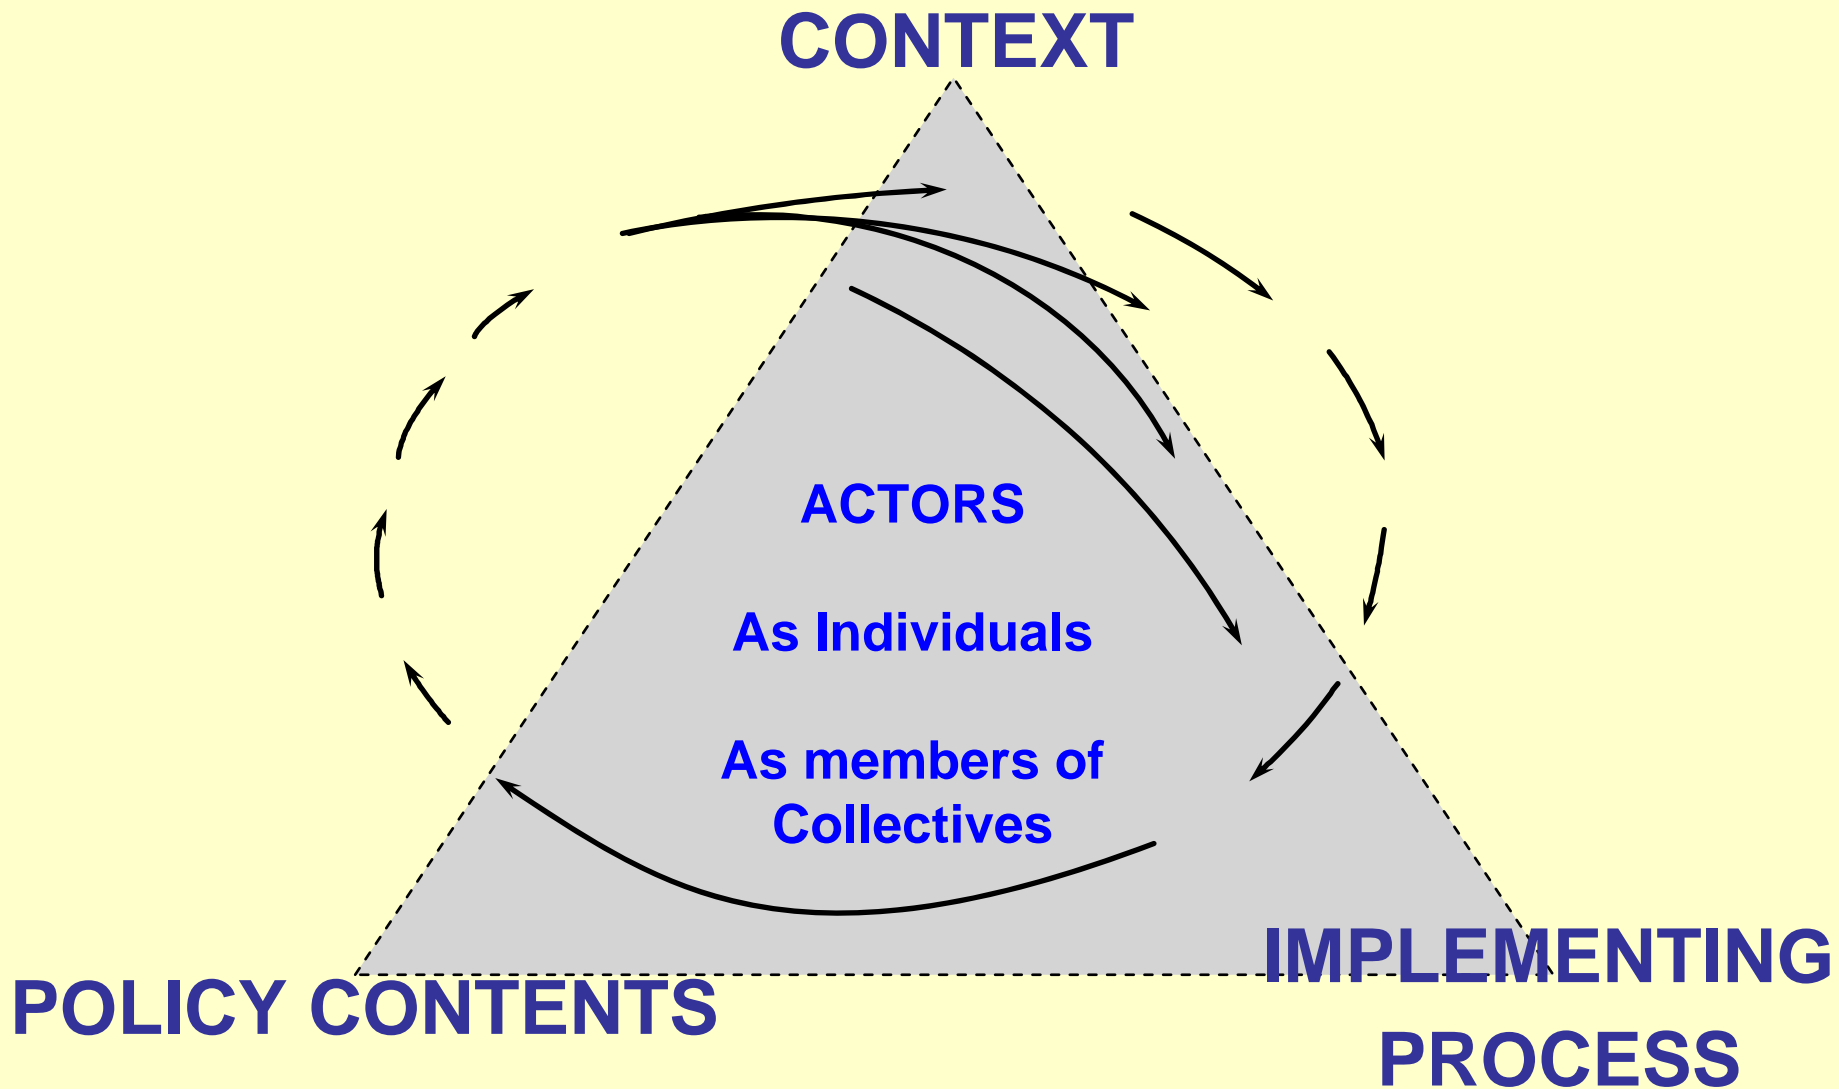 CONTEXT
ACTORS
As Individuals
As members of
Collectives
POLICY CONTENTS
IMPLEMENTING
PROCESS